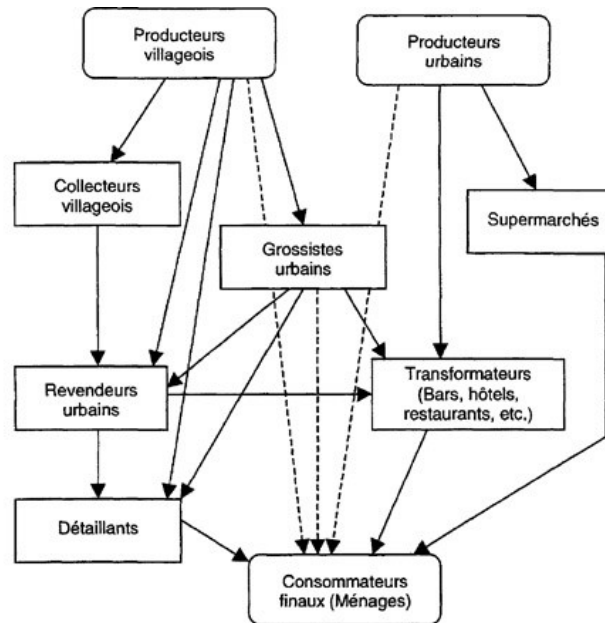 Producteurs
villageois
Producteurs
urbains
Collecteurs
villageois
Supermarchés
Grossistes
urbains
Revendeurs
urbains
Transformateurs
(Bars, hôtels,
restaurants, etc.)
Détaillants
Consommateurs
finaux (Ménages)